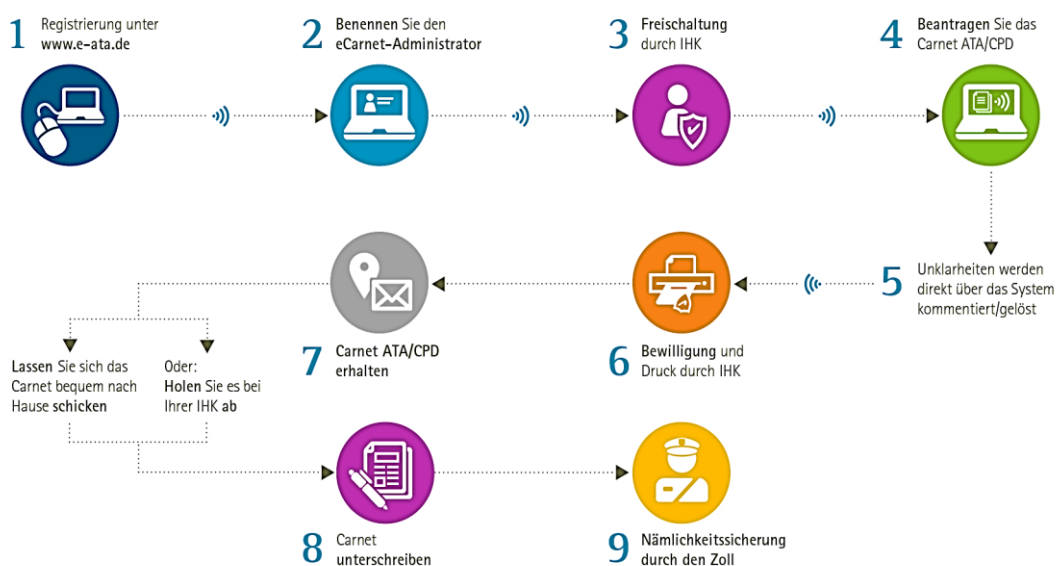 1 Registrierung unter
www.e-ata.de
2 Benennen Sie den
eCarnet-Administrator
3 Freischaltung
durch IHK
4 Beantragen Sie das
Carnet ATA/CPD
5 Unklarheiten werden
direkt über das System
kommentiert/gelöst
6 Bewilligung und
Druck durch IHK
7 Carnet ATA/CPD
erhalten
Lassen Sie sich das
Carnet bequem nach
Hause schicken
Oder:
Holen Sie es bei
Ihrer IHK ab
8 Carnet
unterschreiben
9 Nämlichkeitssicherung
durch den Zoll